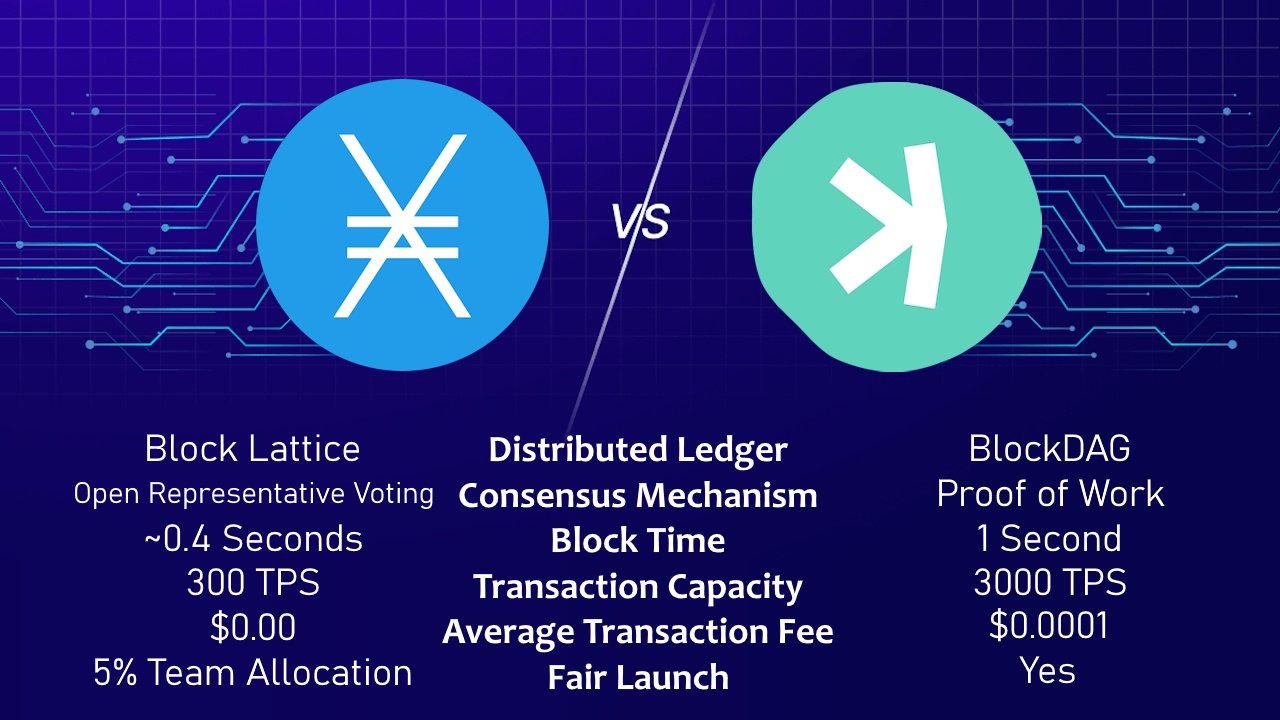 VS
Block Lattice Distributed Ledger BlockDAG
Open Representative Voting Consensus Mechanism Proof of Work
~0.4 Seconds Block Time 1 Second
300 TPS Transaction Capacity 3000 TPS
$0.00 Average Transaction Fee $0.0001
5% Team Allocation Fair Launch Yes